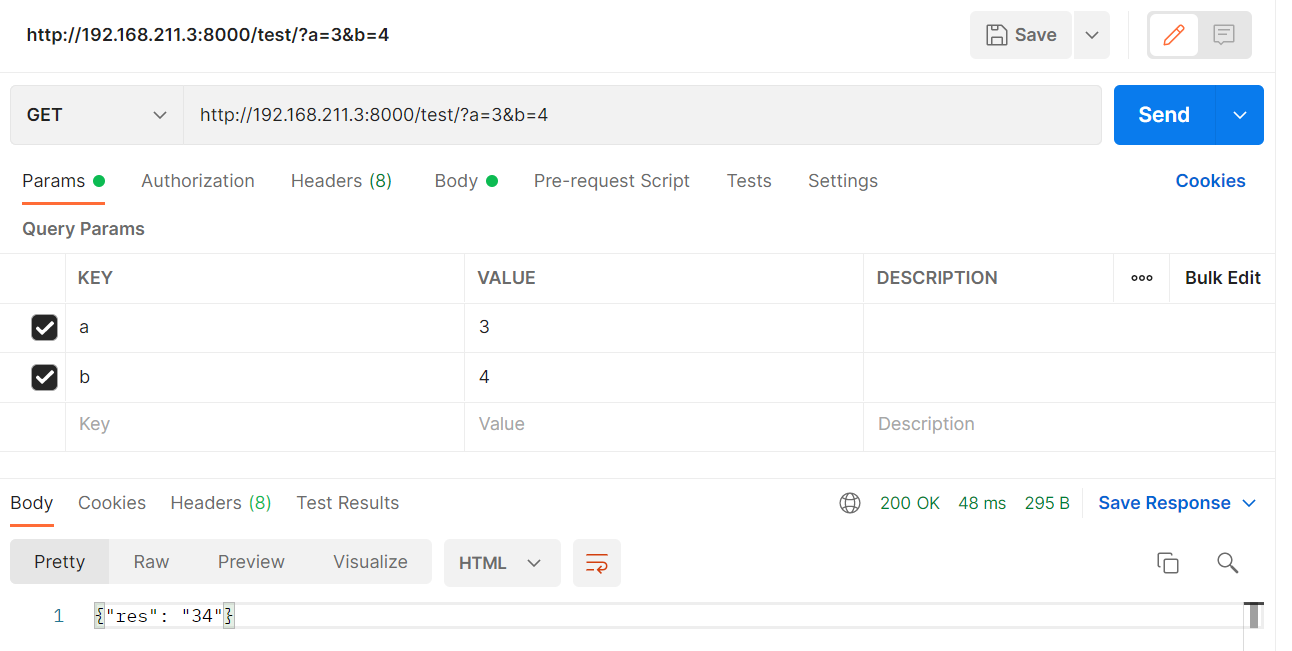 http://192.168.211.3:8000/test/?a=3&b=4
Save
GET
http://192.168.211.3:8000/test/?a=3&b=4
Send
Params Authorization Headers (8) Body Pre-request Script Tests Settings Cookies
Query Params
KEY VALUE DESCRIPTION Bulk Edit
a 3
b 4
Key Value Description
Body Cookies Headers (8) Test Results 200 OK 48 ms 295 B Save Response
Pretty Raw Preview Visualize HTML
1 {"res": "34"}